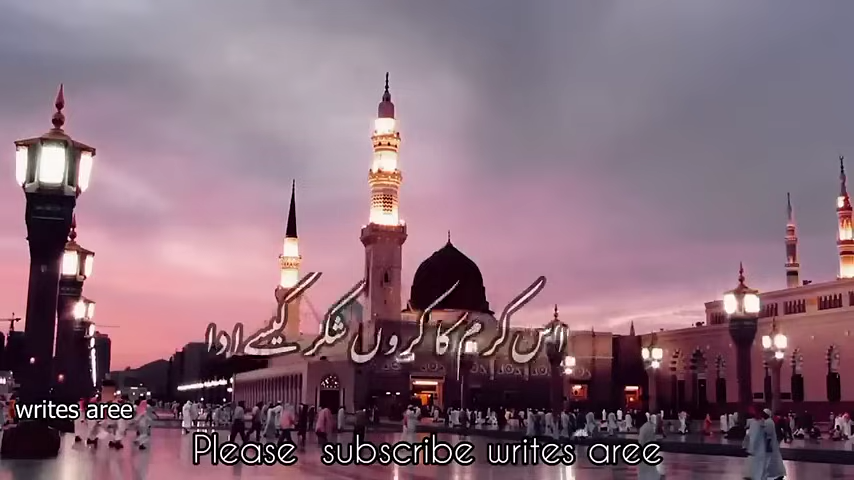 اس کرم کا کروں شکر کیسے ادا
writes aree
Please subscribe writes aree